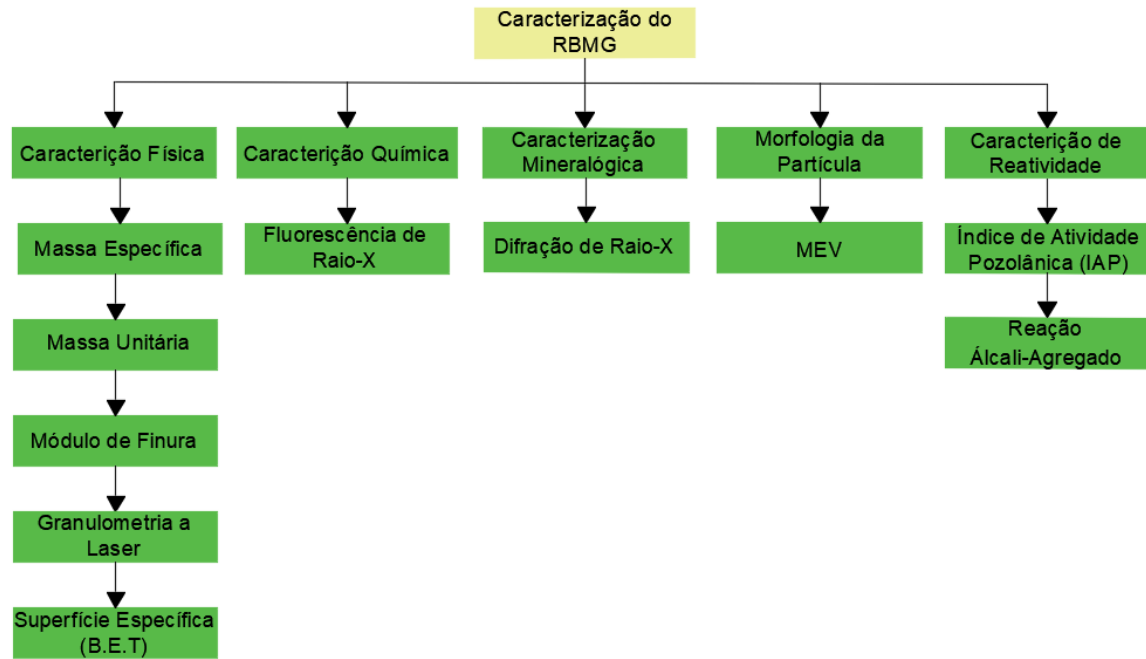 Caracterização do
RBMG
Caracterição Física
Caracterição Química
Caracterização
Mineralógica
Morfologia da
Partícula
Caracterição de
Reatividade
Massa Específica
Fluorescência de
Raio-X
Difração de Raio-X
MEV
Índice de Atividade
Pozolânica (IAP)
Massa Unitária
Reação
Álcali-Agregado
Módulo de Finura
Granulometria a
Laser
Superfície Específica
(B.E.T)